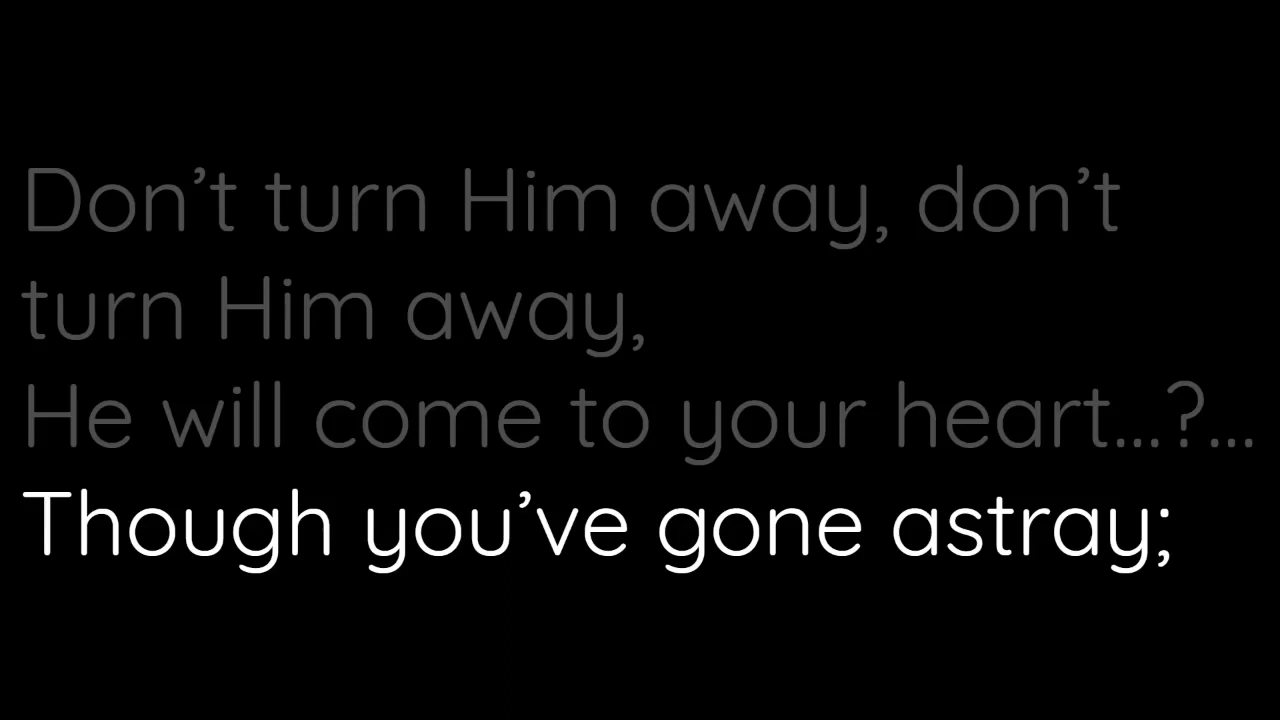 Don’t turn Him away, don’t
turn Him away,
He will come to your heart...?...
Though you’ve gone astray;